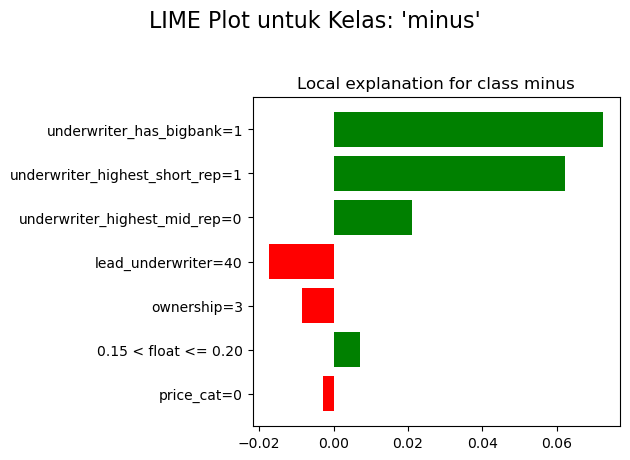 LIME Plot untuk Kelas: 'minus'
Local explanation for class minus
underwriter_has_bigbank=1
underwriter_highest_short_rep=1
underwriter_highest_mid_rep=0
lead_underwriter=40
ownership=3
0.15 < float <= 0.20
price_cat=0
−0.02 0.00 0.02 0.04 0.06